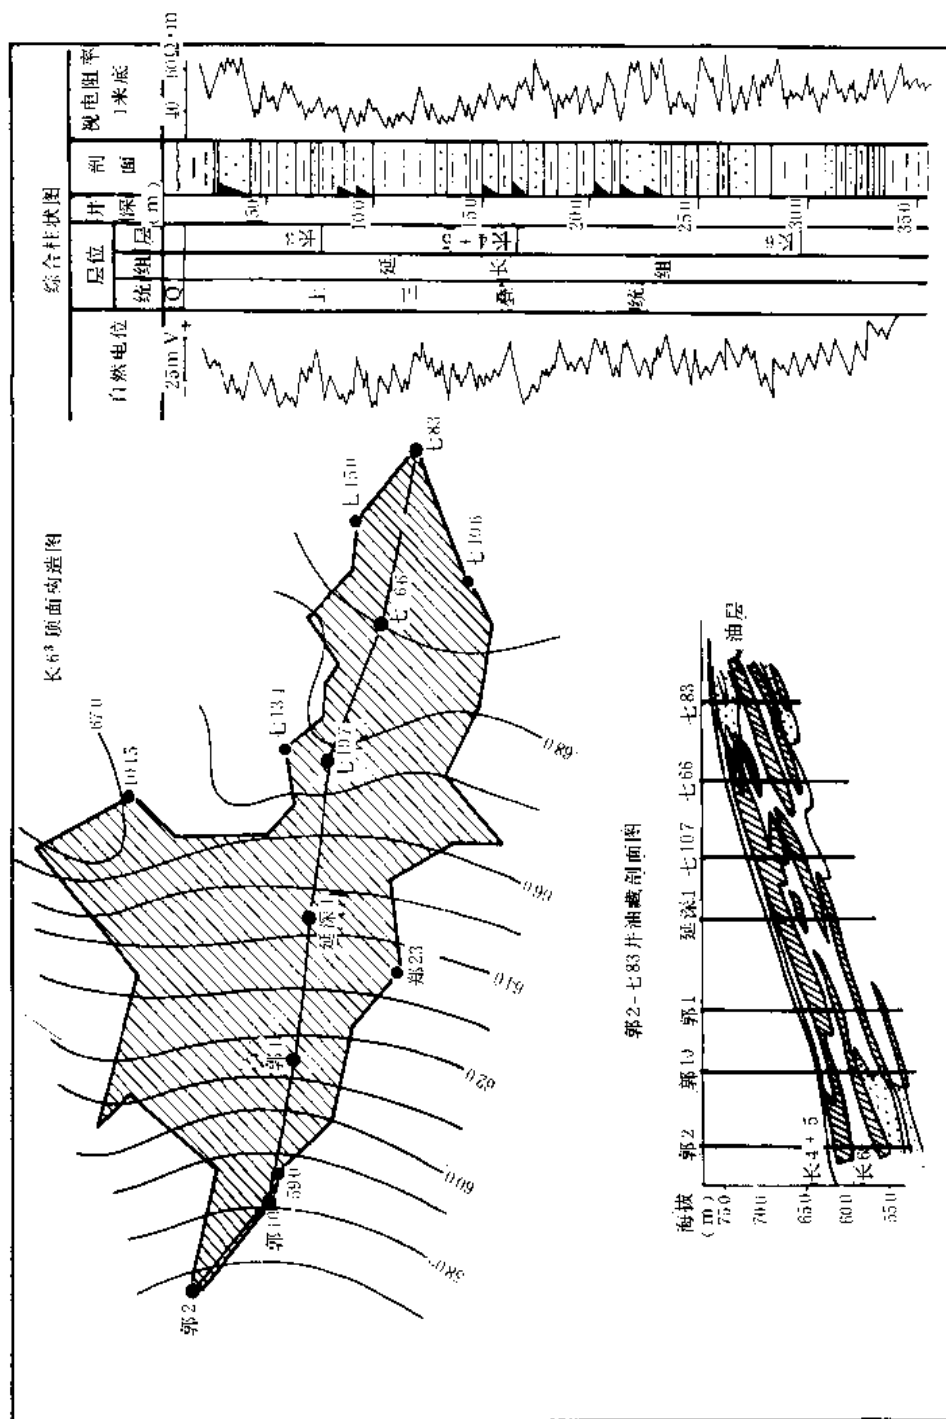 综合柱状图
视电阻率
1米底
40 80Ω·m
剖面
井深
(m)
50
100
150
200
250
300
350
层位
层
组
统
长
长
4+5
长
延 长 组
Q
上 三 叠 统
自然电位
25mV
+
长6³顶面构造图
670
1015
七131
七150
七83
七106
七66
七107
680
660
延深1
郑23
640
郭1
620
600
590
郭10
580
郭2
郭2-七83井油藏剖面图
油层
七83
七66
七107
延深1
郭1
郭10
郭2
海拔
(m)
750
700
650
600
550
长4+5
长6